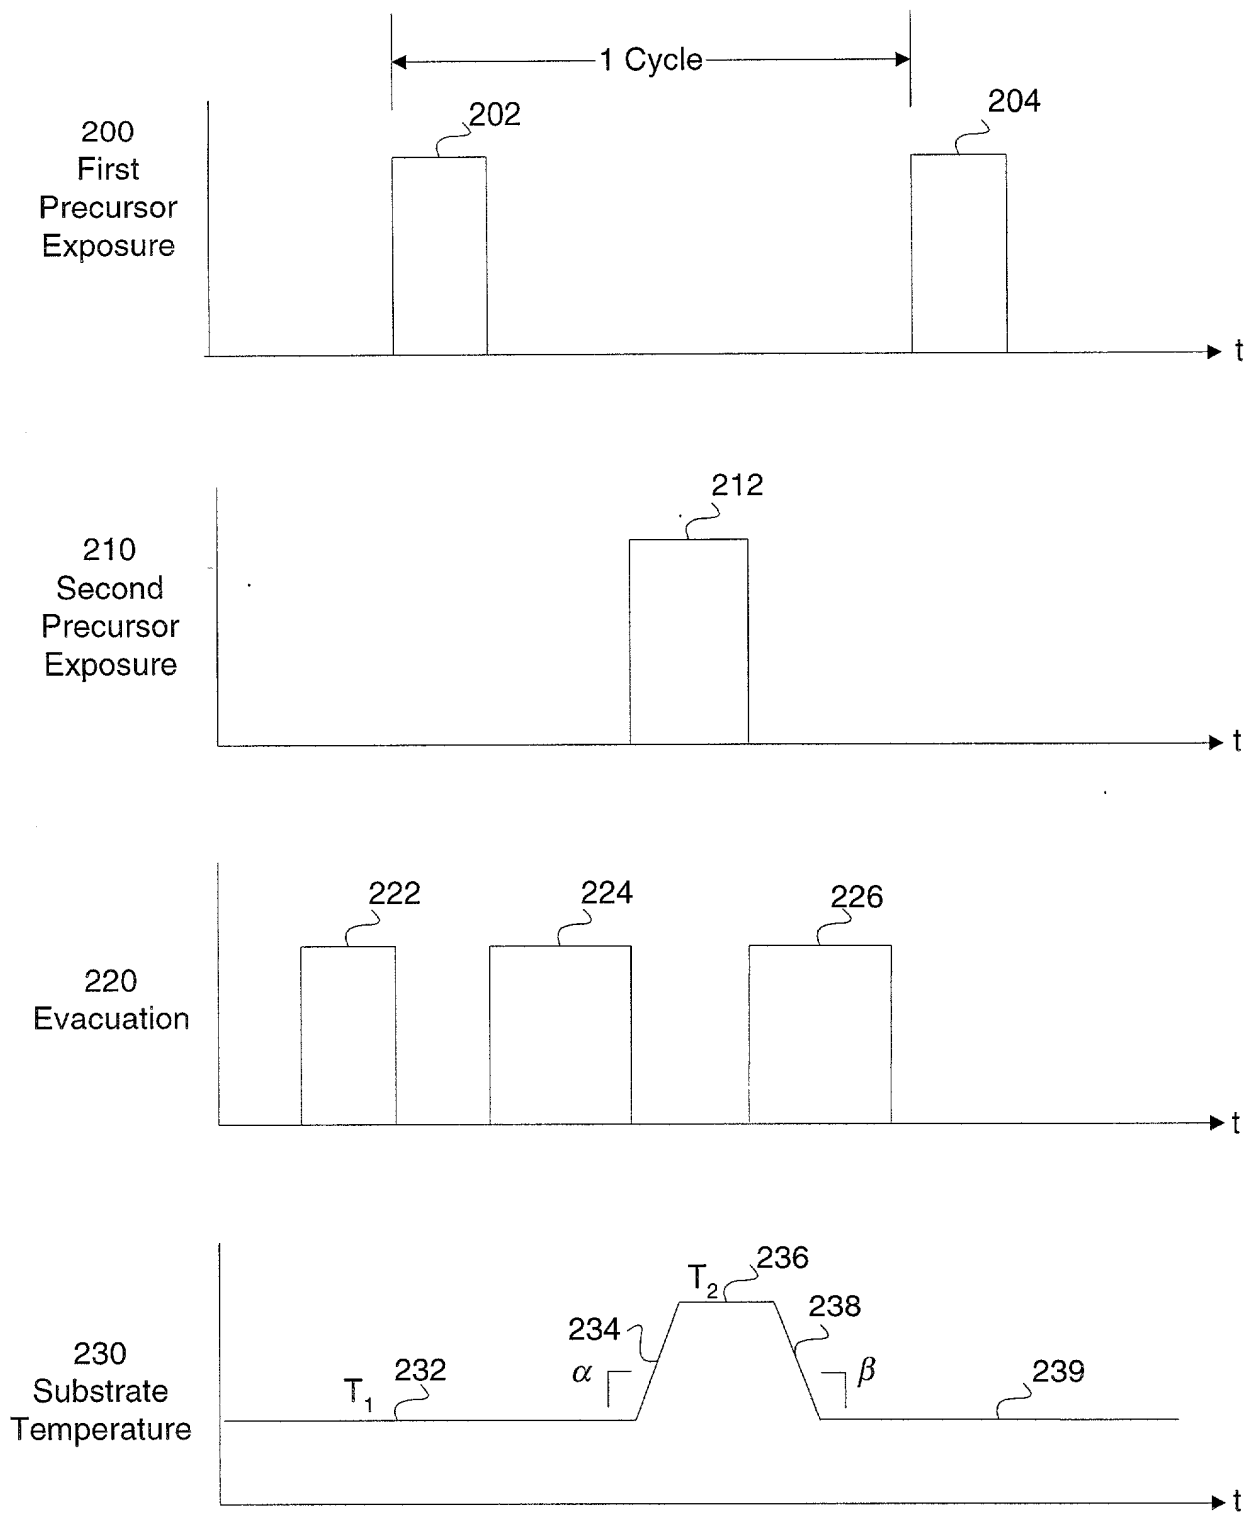 1 Cycle
202
204
200
First
Precursor
Exposure
t
212
210
Second
Precursor
Exposure
t
222
224
226
220
Evacuation
t
236
T2
238
234
α
β
230
Substrate
Temperature
T1
232
239
t